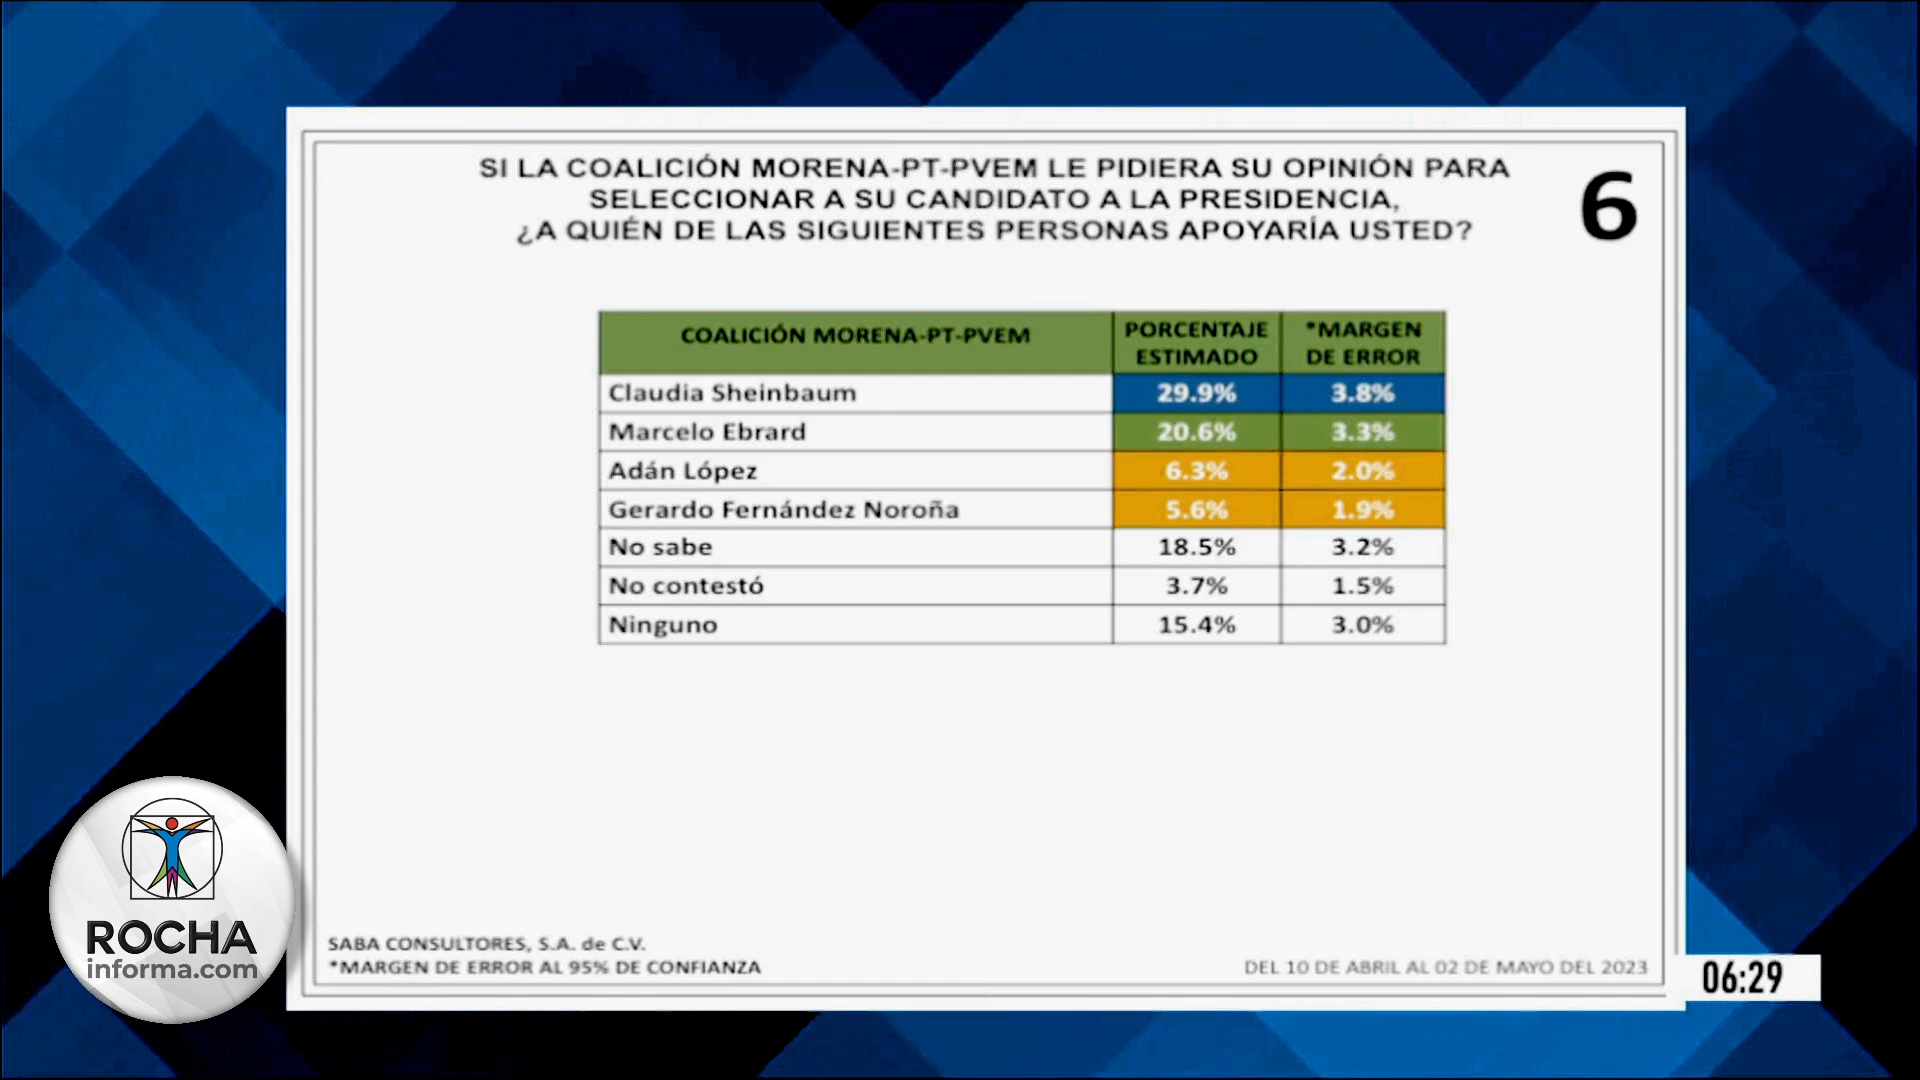 SI LA COALICIÓN MORENA-PT-PVEM LE PIDIERA SU OPINIÓN PARA
SELECCIONAR A SU CANDIDATO A LA PRESIDENCIA,
¿A QUIÉN DE LAS SIGUIENTES PERSONAS APOYARÍA USTED?
6
COALICIÓN MORENA-PT-PVEM PORCENTAJE ESTIMADO *MARGEN DE ERROR
Claudia Sheinbaum 29.9% 3.8%
Marcelo Ebrard 20.6% 3.3%
Adán López 6.3% 2.0%
Gerardo Fernández Noroña 5.6% 1.9%
No sabe 18.5% 3.2%
No contestó 3.7% 1.5%
Ninguno 15.4% 3.0%
SABA CONSULTORES, S.A. de C.V.
*MARGEN DE ERROR AL 95% DE CONFIANZA
DEL 10 DE ABRIL AL 02 DE MAYO DEL 2023
ROCHA
informa.com
06:29